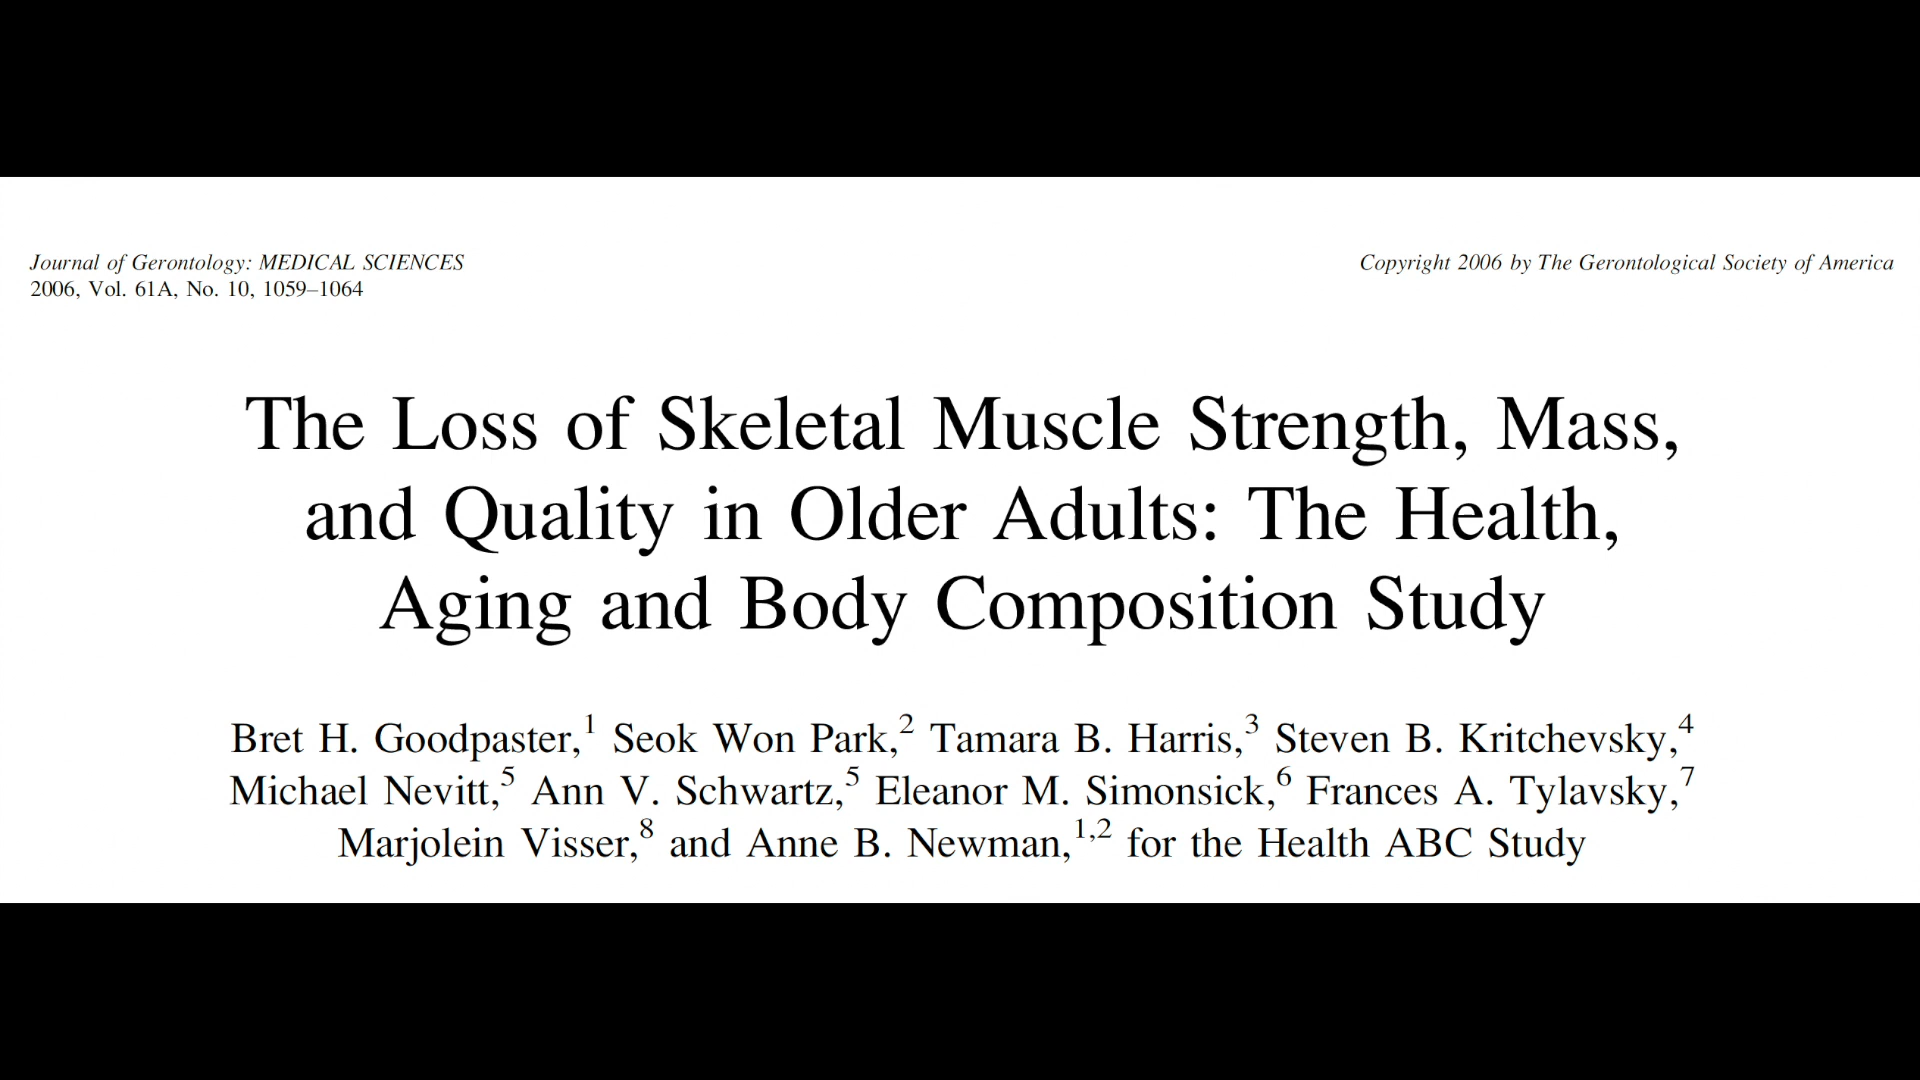 Journal of Gerontology: MEDICAL SCIENCES
2006, Vol. 61A, No. 10, 1059–1064
Copyright 2006 by The Gerontological Society of America
The Loss of Skeletal Muscle Strength, Mass,
and Quality in Older Adults: The Health,
Aging and Body Composition Study
Bret H. Goodpaster,¹ Seok Won Park,² Tamara B. Harris,³ Steven B. Kritchevsky,⁴
Michael Nevitt,⁵ Ann V. Schwartz,⁵ Eleanor M. Simonsick,⁶ Frances A. Tylavsky,⁷
Marjolein Visser,⁸ and Anne B. Newman,¹,² for the Health ABC Study